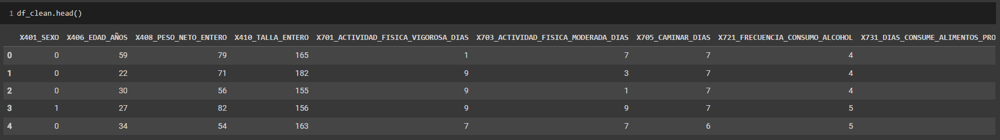 1 df_clean.head()
X401_SEXO X406_EDAD_AÑOS X408_PESO_NETO_ENTERO X410_TALLA_ENTERO X701_ACTIVIDAD_FISICA_VIGOROSA_DIAS X703_ACTIVIDAD_FISICA_MODERADA_DIAS X705_CAMINAR_DIAS X721_FRECUENCIA_CONSUMO_ALCOHOL X731_DIAS_CONSUME_ALIMENTOS_PRO
0 0 59 79 165 1 7 7 4
1 0 22 71 182 9 3 7 4
2 0 30 56 155 9 1 7 4
3 1 27 82 156 9 9 7 5
4 0 34 54 163 7 7 6 5